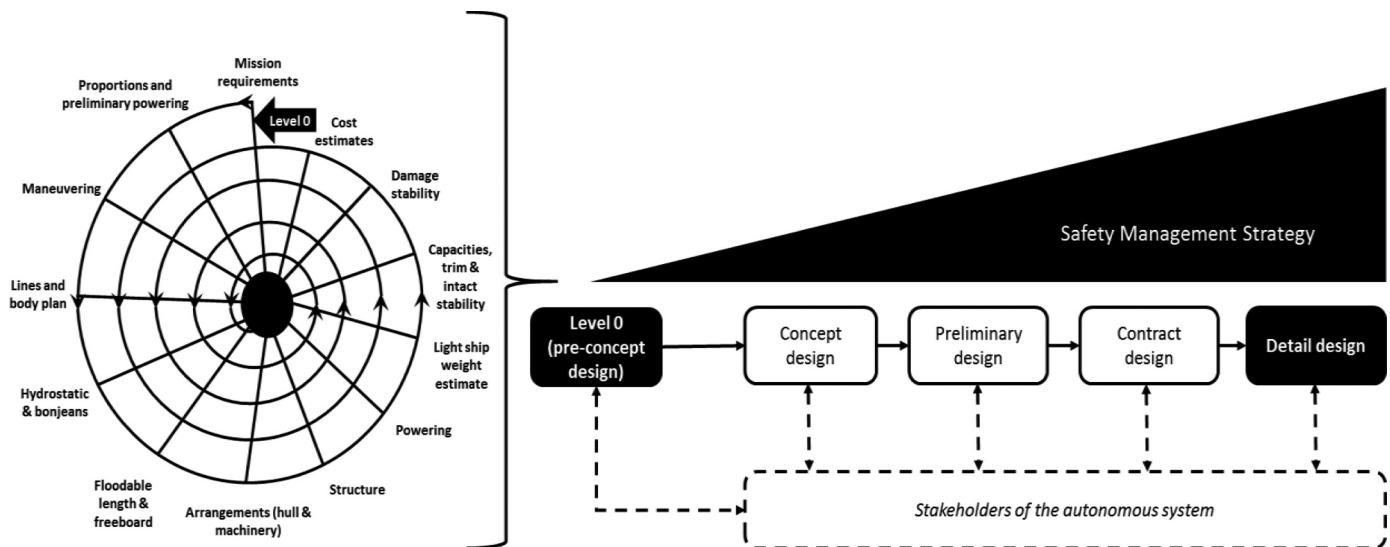 Mission
requirements
Proportions and
preliminary powering
Level 0
Cost
estimates
Damage
stability
Maneuvering
Capacities,
trim &
intact
stability
Lines and
body plan
Light ship
weight
estimate
Hydrostatic
& bonjeans
Powering
Structure
Floodable
length &
freeboard
Arrangements (hull &
machinery)
Safety Management Strategy
Level 0
(pre-concept
design)
Concept
design
Preliminary
design
Contract
design
Detail design
Stakeholders of the autonomous system